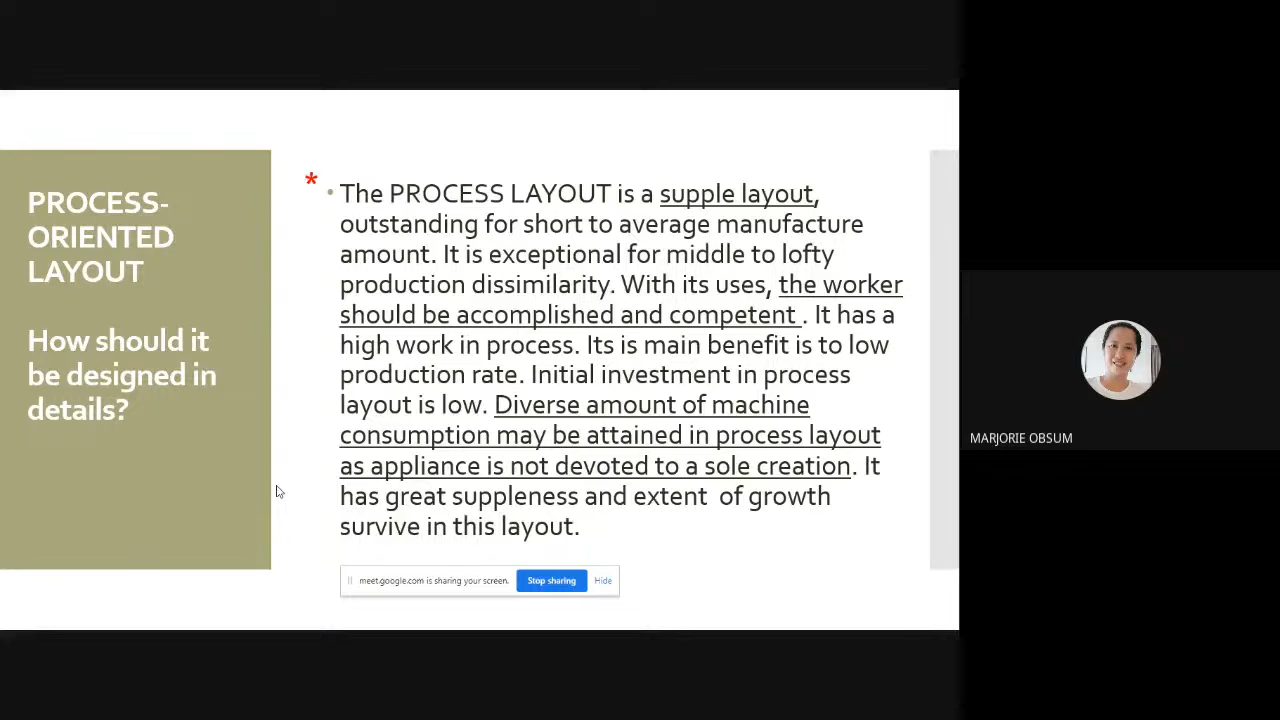 PROCESS-
ORIENTED
LAYOUT
How should it
be designed in
details?
*
• The PROCESS LAYOUT is a supple layout,
outstanding for short to average manufacture
amount. It is exceptional for middle to lofty
production dissimilarity. With its uses, the worker
should be accomplished and competent . It has a
high work in process. Its is main benefit is to low
production rate. Initial investment in process
layout is low. Diverse amount of machine
consumption may be attained in process layout
as appliance is not devoted to a sole creation. It
has great suppleness and extent of growth
survive in this layout.
meet.google.com is sharing your screen. Stop sharing Hide
MARJORIE OBSUM